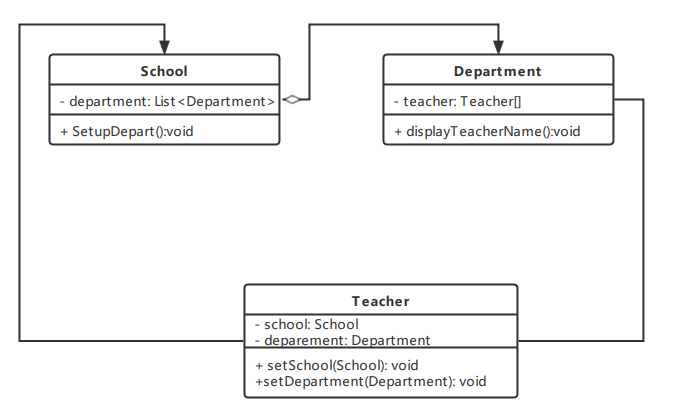 School
- department: List<Department>
+ SetupDepart():void
Department
- teacher: Teacher[]
+ displayTeacherName():void
Teacher
- school: School
- deparement: Department
+ setSchool(School): void
+setDepartment(Department): void